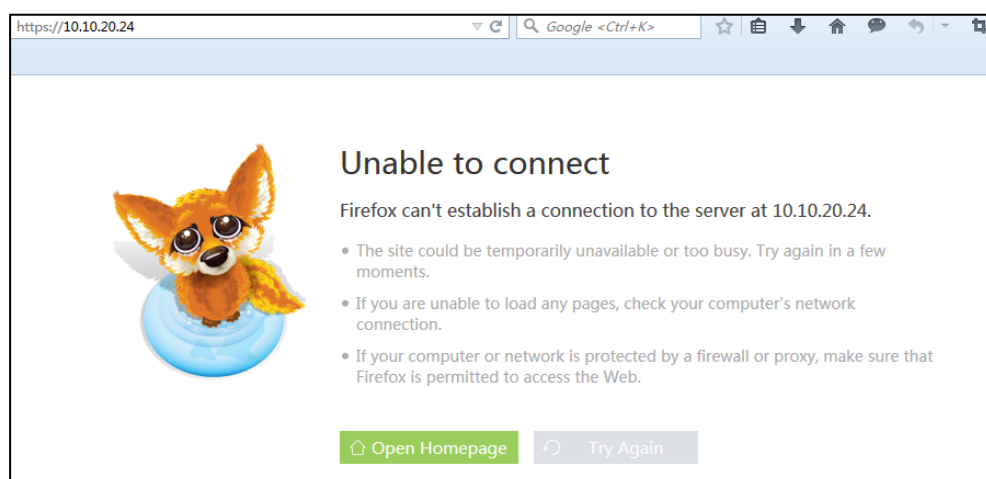 https://10.10.20.24
Google <Ctrl+K>
Unable to connect
Firefox can't establish a connection to the server at 10.10.20.24.
• The site could be temporarily unavailable or too busy. Try again in a few
moments.
• If you are unable to load any pages, check your computer's network
connection.
• If your computer or network is protected by a firewall or proxy, make sure that
Firefox is permitted to access the Web.
Open Homepage
Try Again